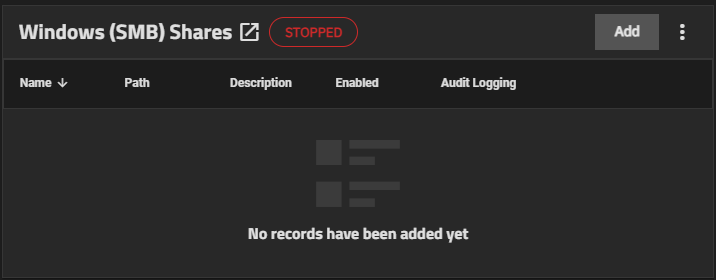 Windows (SMB) Shares STOPPED Add
Name Path Description Enabled Audit Logging
No records have been added yet